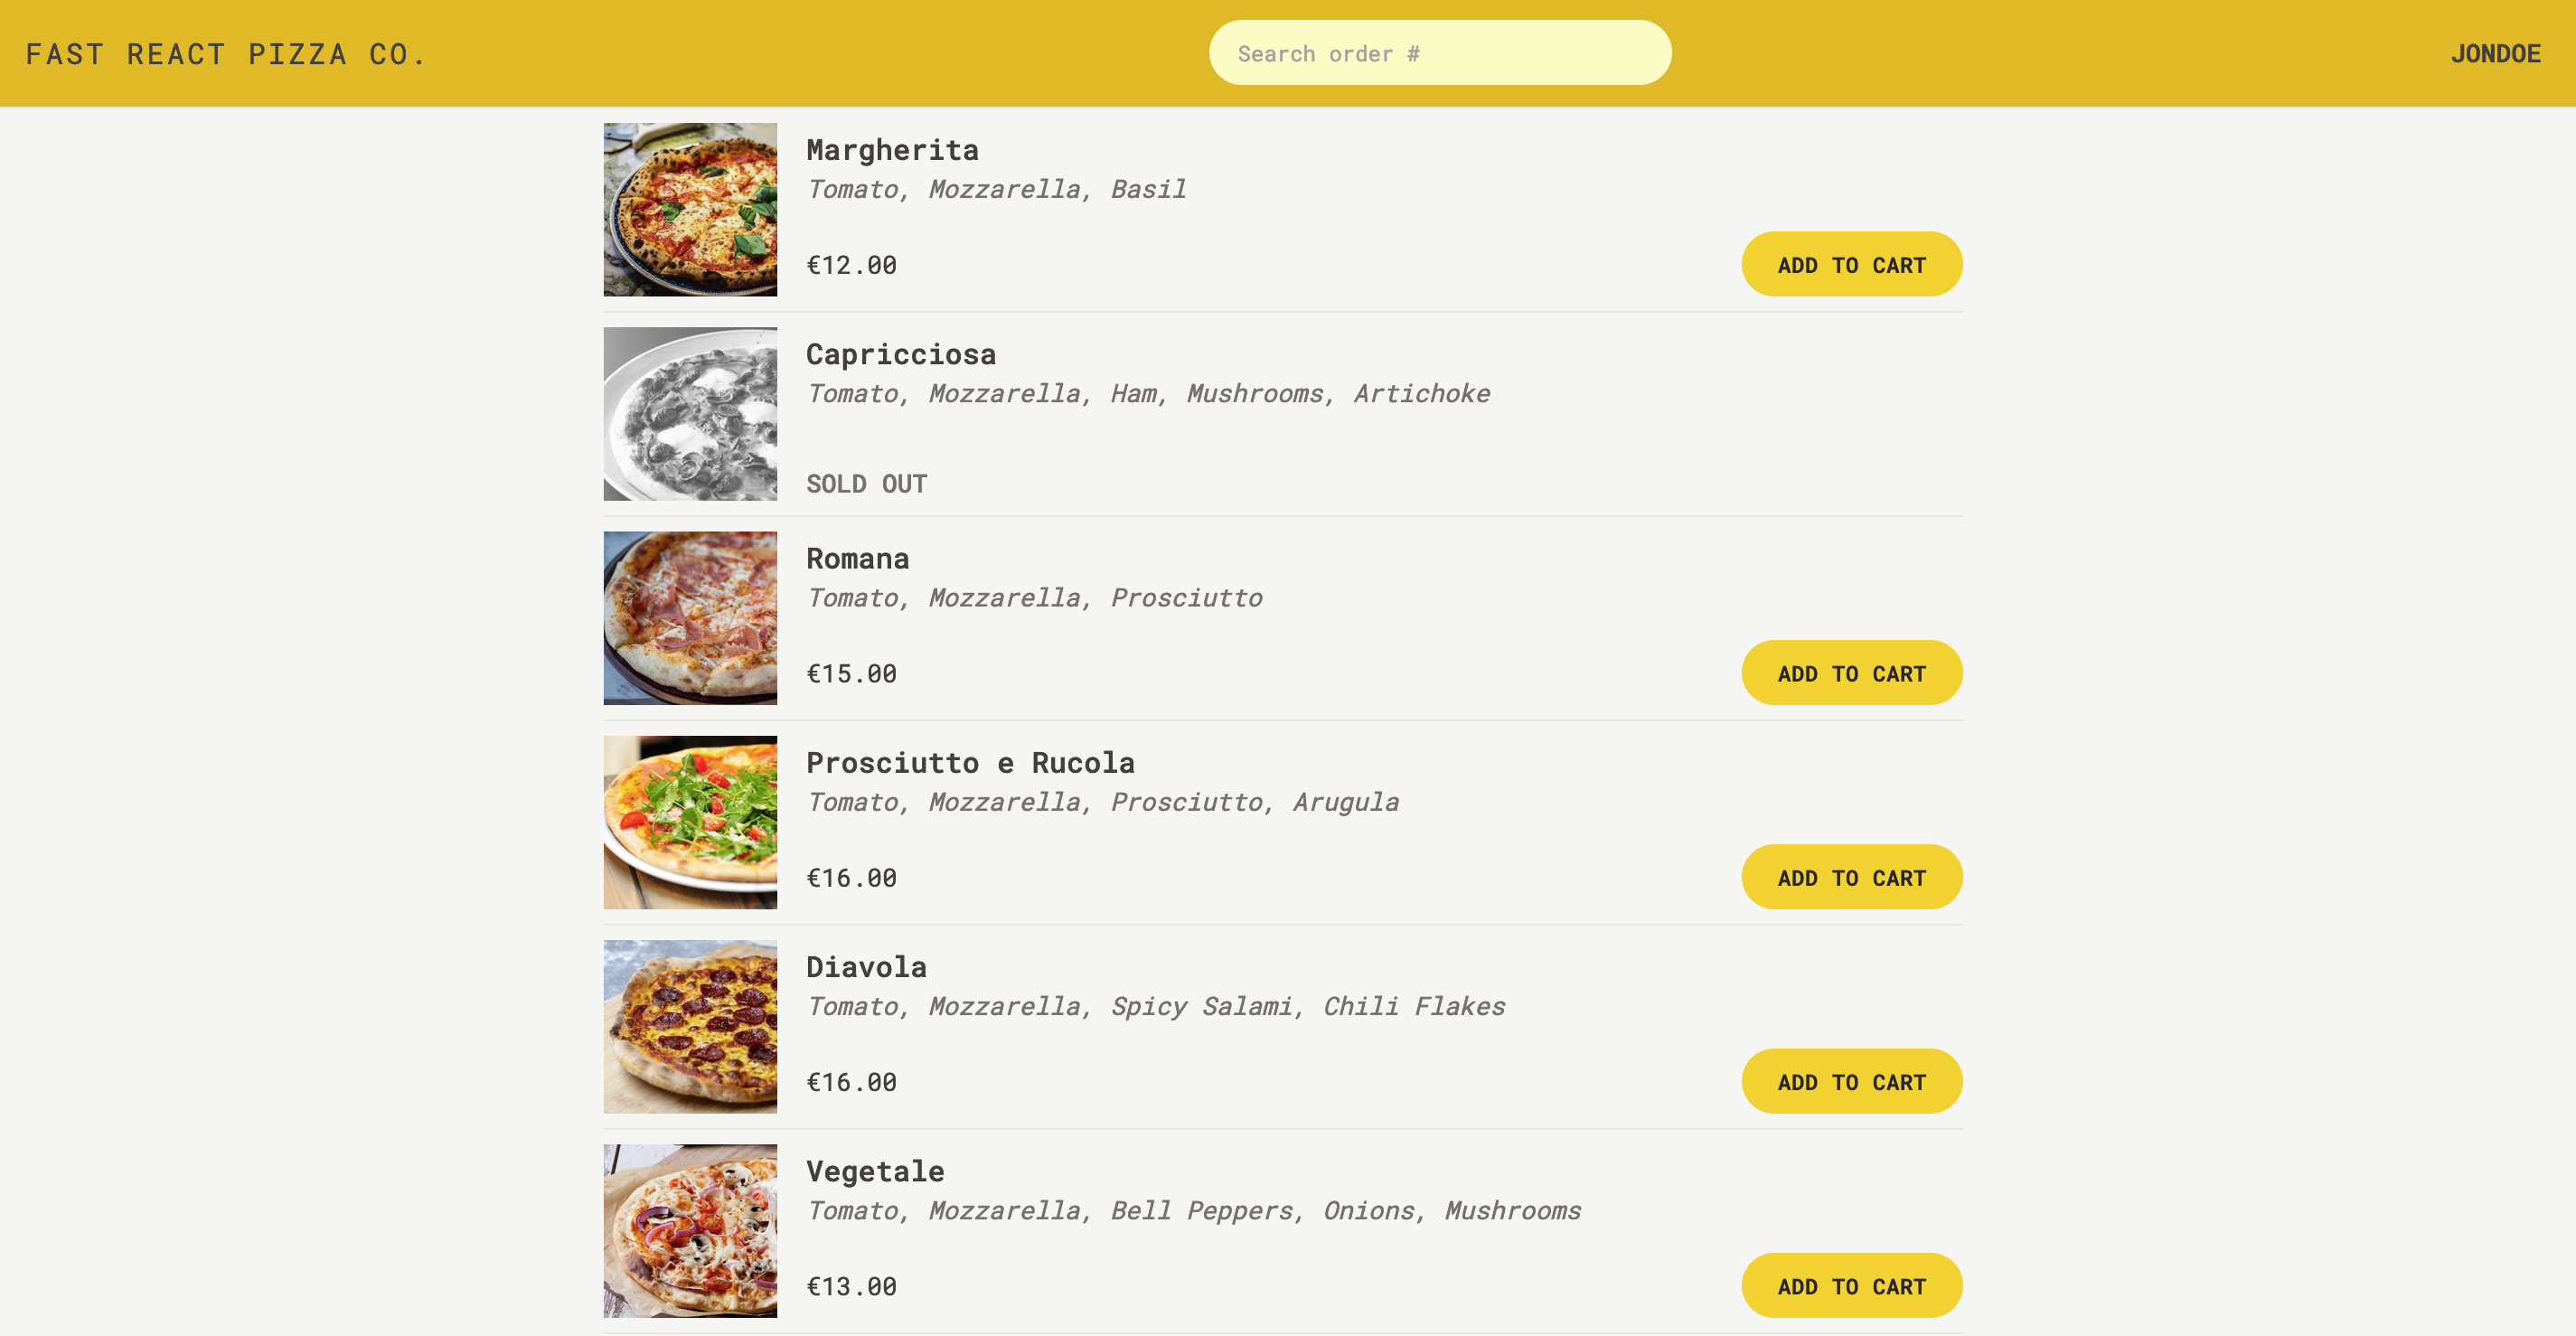 FAST REACT PIZZA CO.
Search order #
JONDOE
Margherita
Tomato, Mozzarella, Basil
€12.00
ADD TO CART
Capricciosa
Tomato, Mozzarella, Ham, Mushrooms, Artichoke
SOLD OUT
Romana
Tomato, Mozzarella, Prosciutto
€15.00
ADD TO CART
Prosciutto e Rucola
Tomato, Mozzarella, Prosciutto, Arugula
€16.00
ADD TO CART
Diavola
Tomato, Mozzarella, Spicy Salami, Chili Flakes
€16.00
ADD TO CART
Vegetale
Tomato, Mozzarella, Bell Peppers, Onions, Mushrooms
€13.00
ADD TO CART